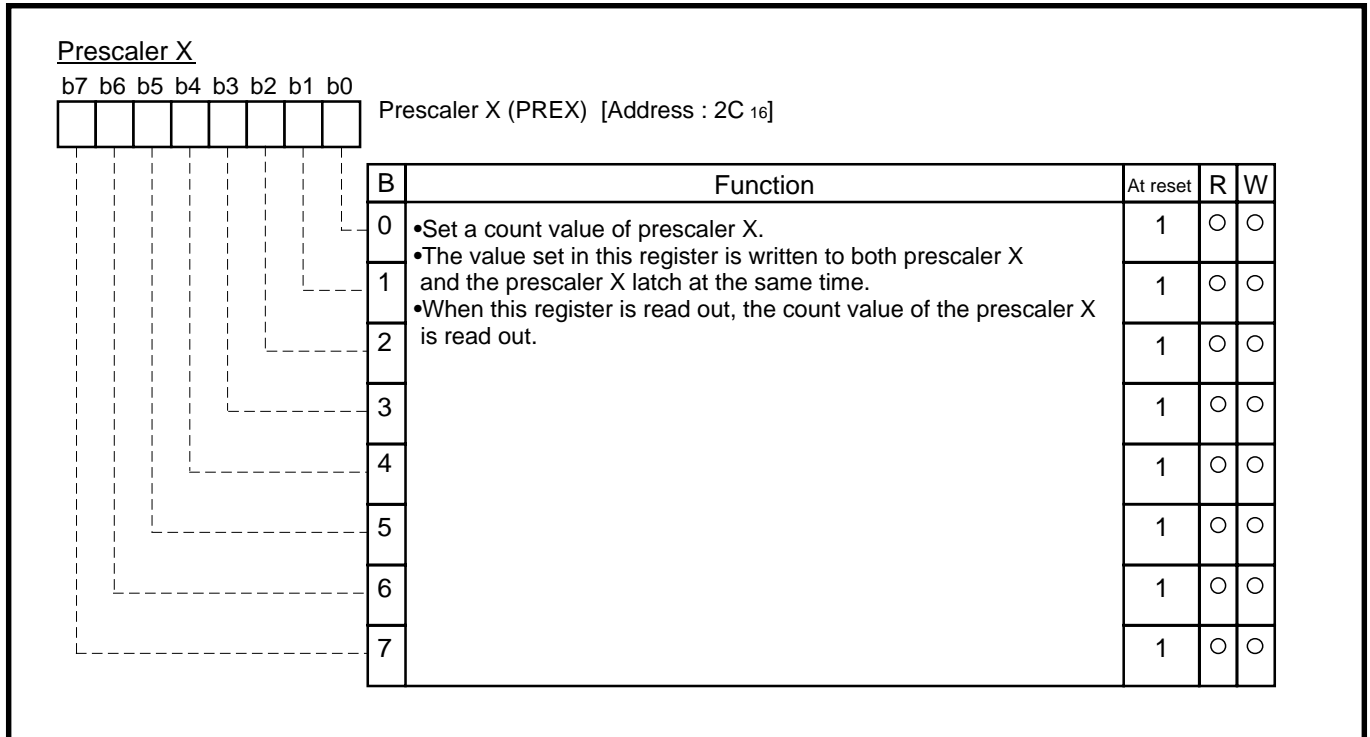 Prescaler X
b7 b6 b5 b4 b3 b2 b1 b0
Prescaler X (PREX) [Address : 2C 16]
B Function At reset R W
0 •Set a count value of prescaler X. 1 ○ ○
•The value set in this register is written to both prescaler X
1 and the prescaler X latch at the same time. 1 ○ ○
•When this register is read out, the count value of the prescaler X
2 is read out. 1 ○ ○
3 1 ○ ○
4 1 ○ ○
5 1 ○ ○
6 1 ○ ○
7 1 ○ ○